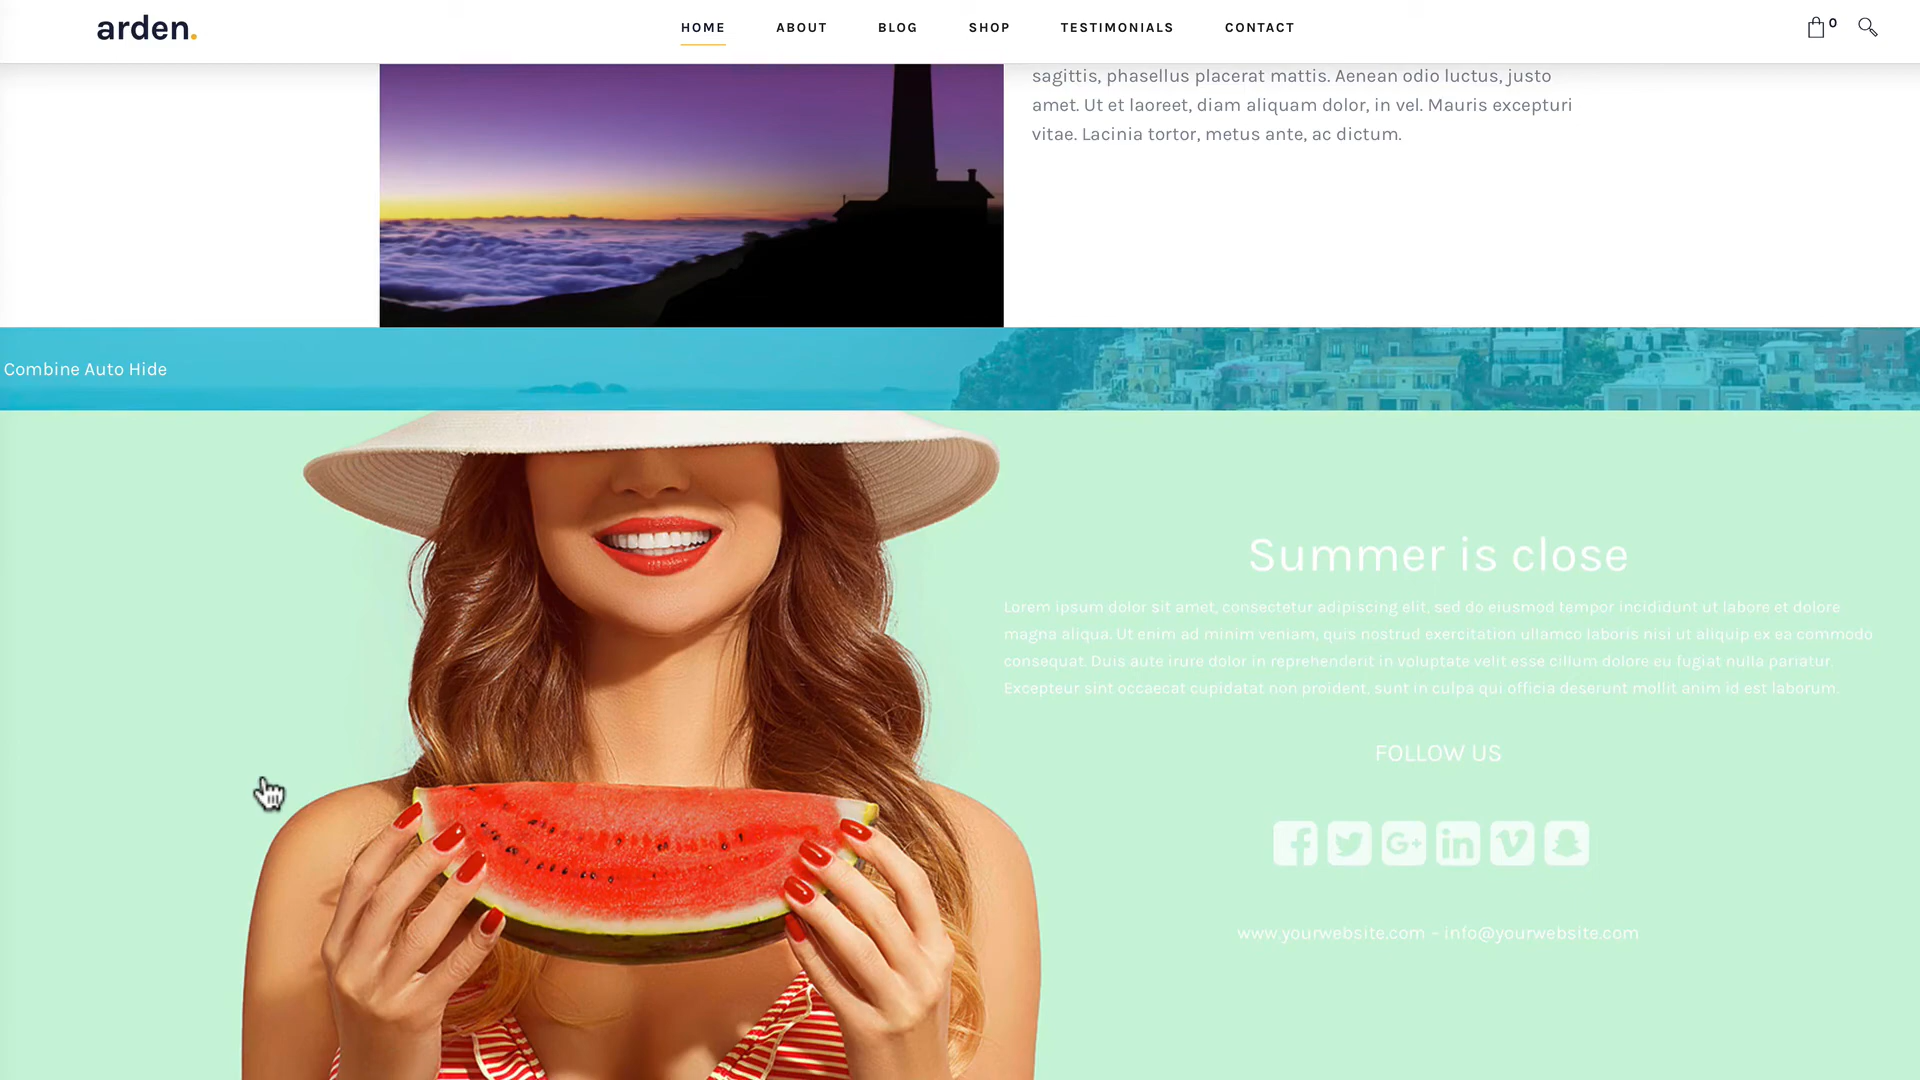 arden.
HOME
ABOUT
BLOG
SHOP
TESTIMONIALS
CONTACT
0
sagittis, phasellus placerat mattis. Aenean odio luctus, justo
amet. Ut et laoreet, diam aliquam dolor, in vel. Mauris excepturi
vitae. Lacinia tortor, metus ante, ac dictum.
Combine Auto Hide
Summer is close
Lorem ipsum dolor sit amet, consectetur adipiscing elit, sed do eiusmod tempor incididunt ut labore et dolore
magna aliqua. Ut enim ad minim veniam, quis nostrud exercitation ullamco laboris nisi ut aliquip ex ea commodo
consequat. Duis aute irure dolor in reprehenderit in voluptate velit esse cillum dolore eu fugiat nulla pariatur.
Excepteur sint occaecat cupidatat non proident, sunt in culpa qui officia deserunt mollit anim id est laborum.
FOLLOW US
www.yourwebsite.com - info@yourwebsite.com